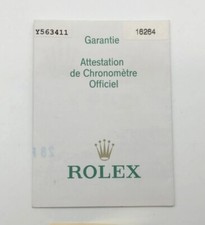 Y563411
16264
Garantie
Attestation
de Chronomètre
Officiel
ROLEX